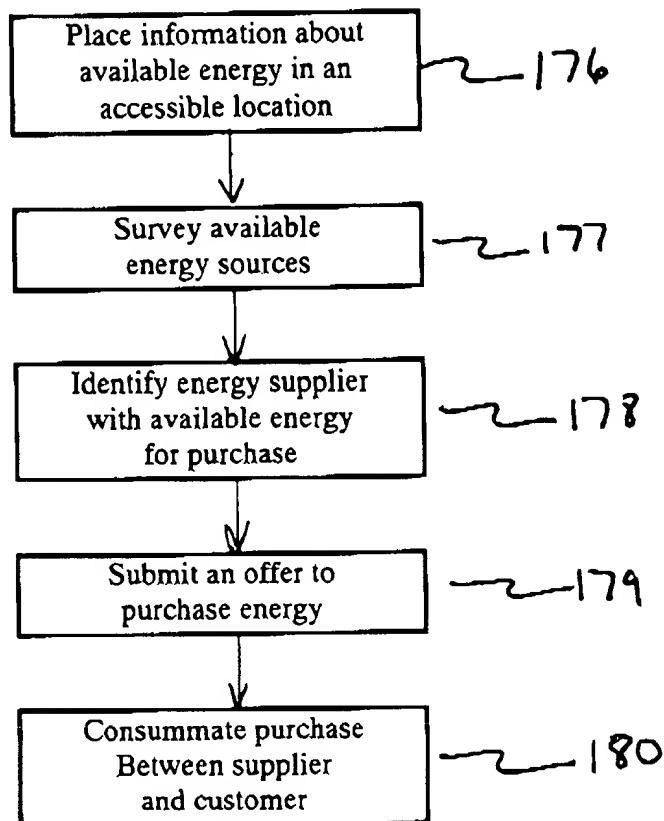 Place information about
available energy in an
accessible location
176
Survey available
energy sources
177
Identify energy supplier
with available energy
for purchase
178
Submit an offer to
purchase energy
179
Consummate purchase
Between supplier
and customer
180